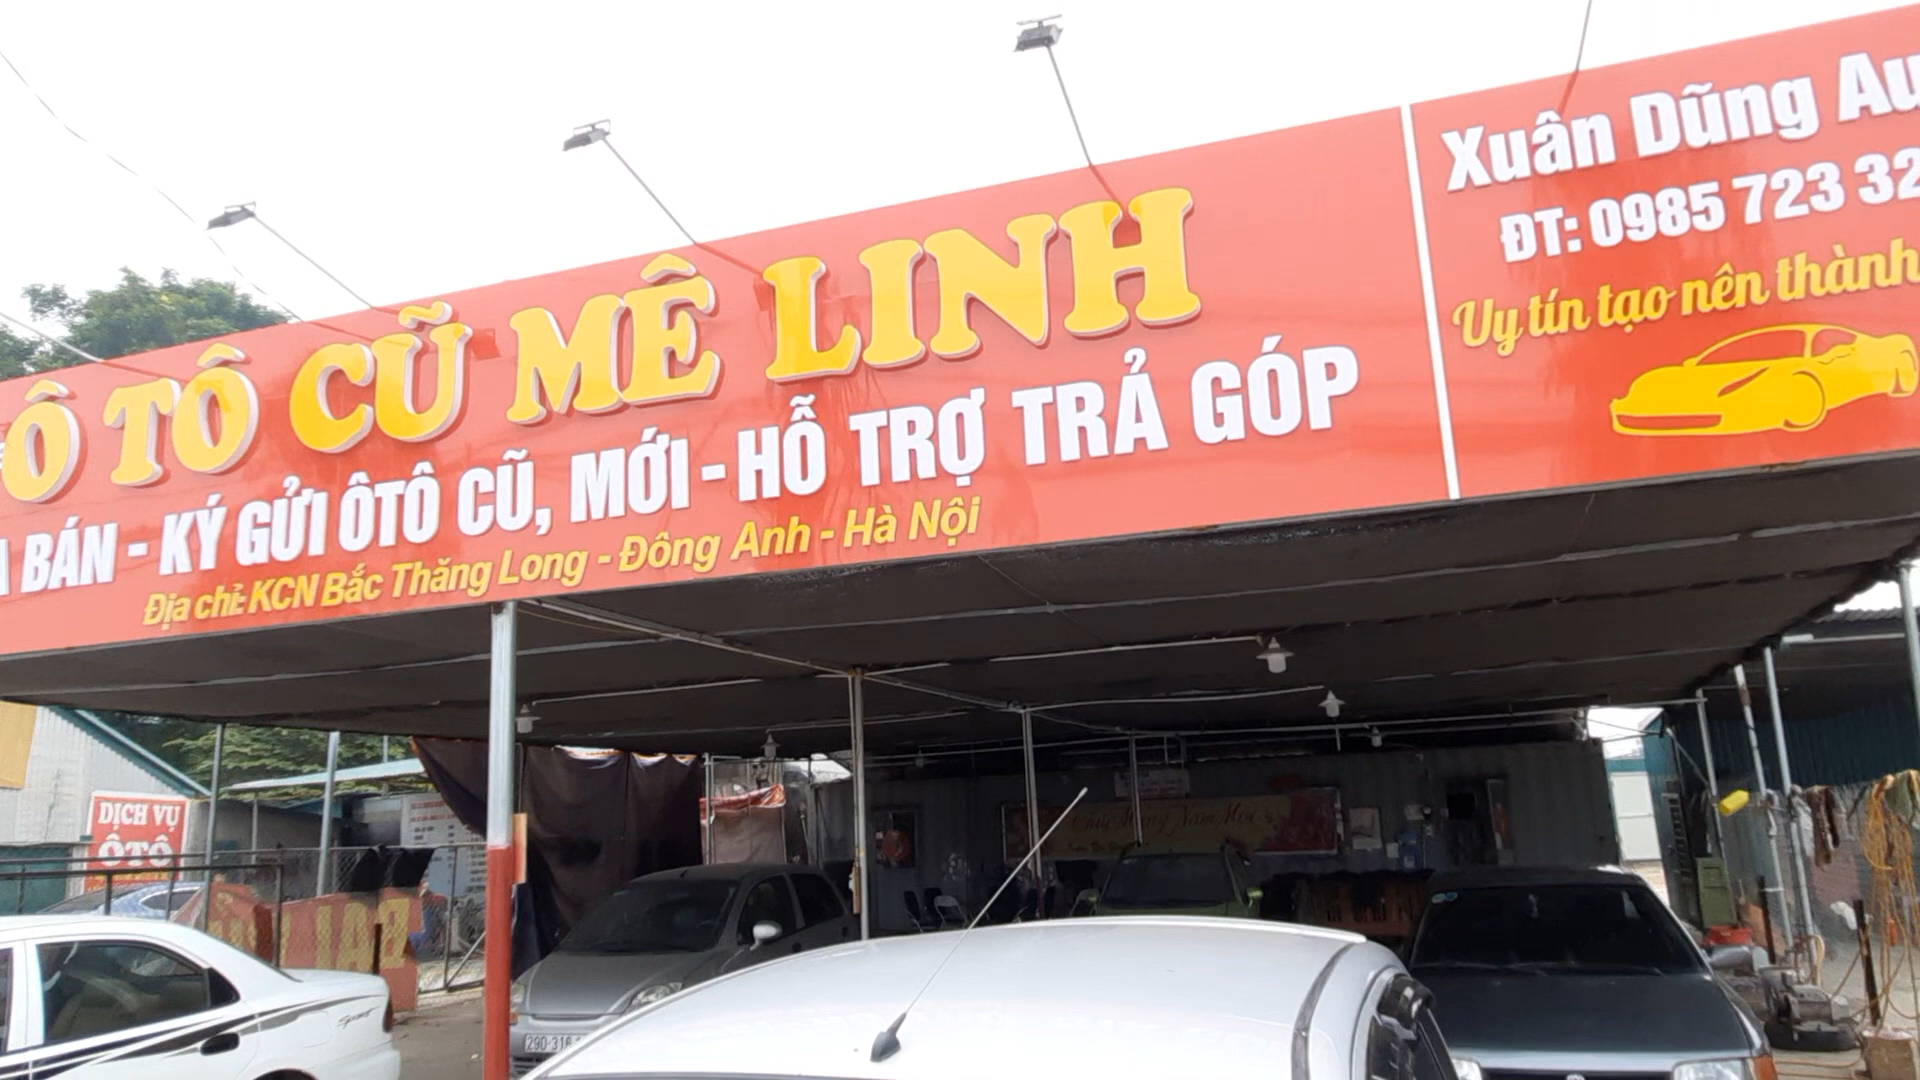 Ô TÔ CŨ MÊ LINH
BÁN - KÝ GỬI ÔTÔ CŨ, MỚI - HỖ TRỢ TRẢ GÓP
Địa chỉ: KCN Bắc Thăng Long - Đông Anh - Hà Nội
Xuân Dũng Au
ĐT: 0985 723 32
Uy tín tạo nên thành
DỊCH VỤ
ÔTÔ
29D-318